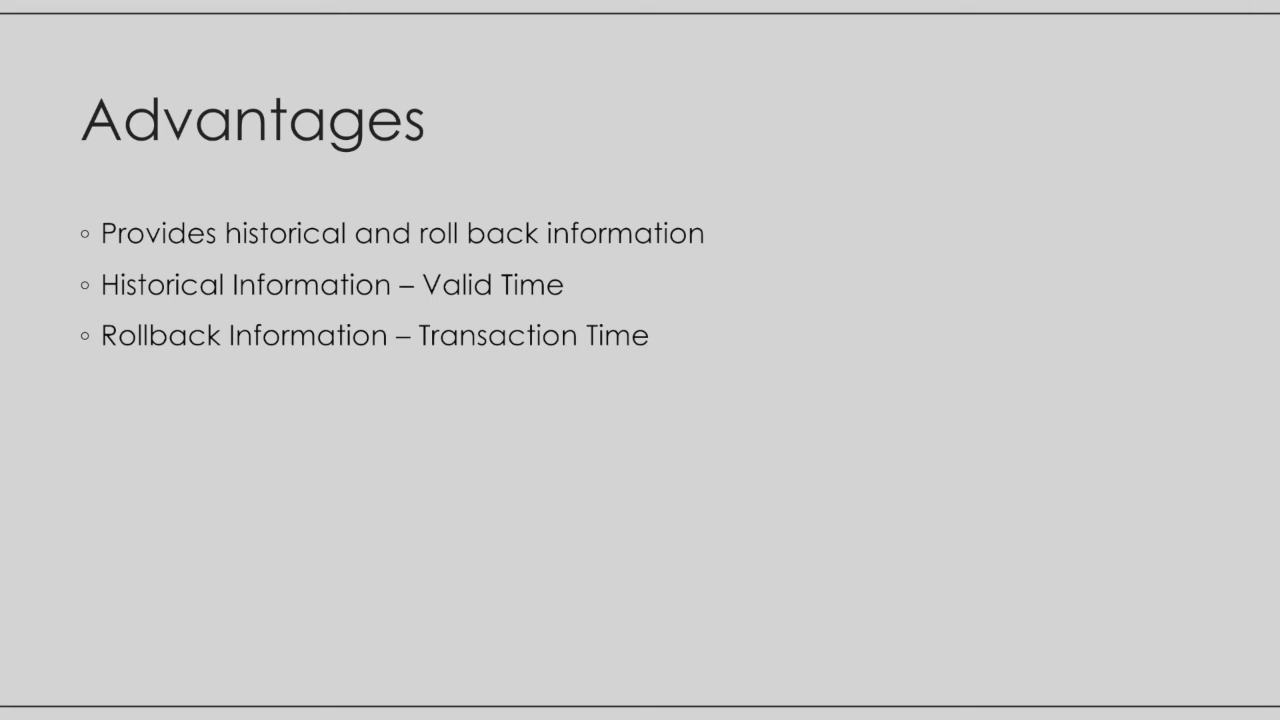 Advantages
◦ Provides historical and roll back information
◦ Historical Information – Valid Time
◦ Rollback Information – Transaction Time